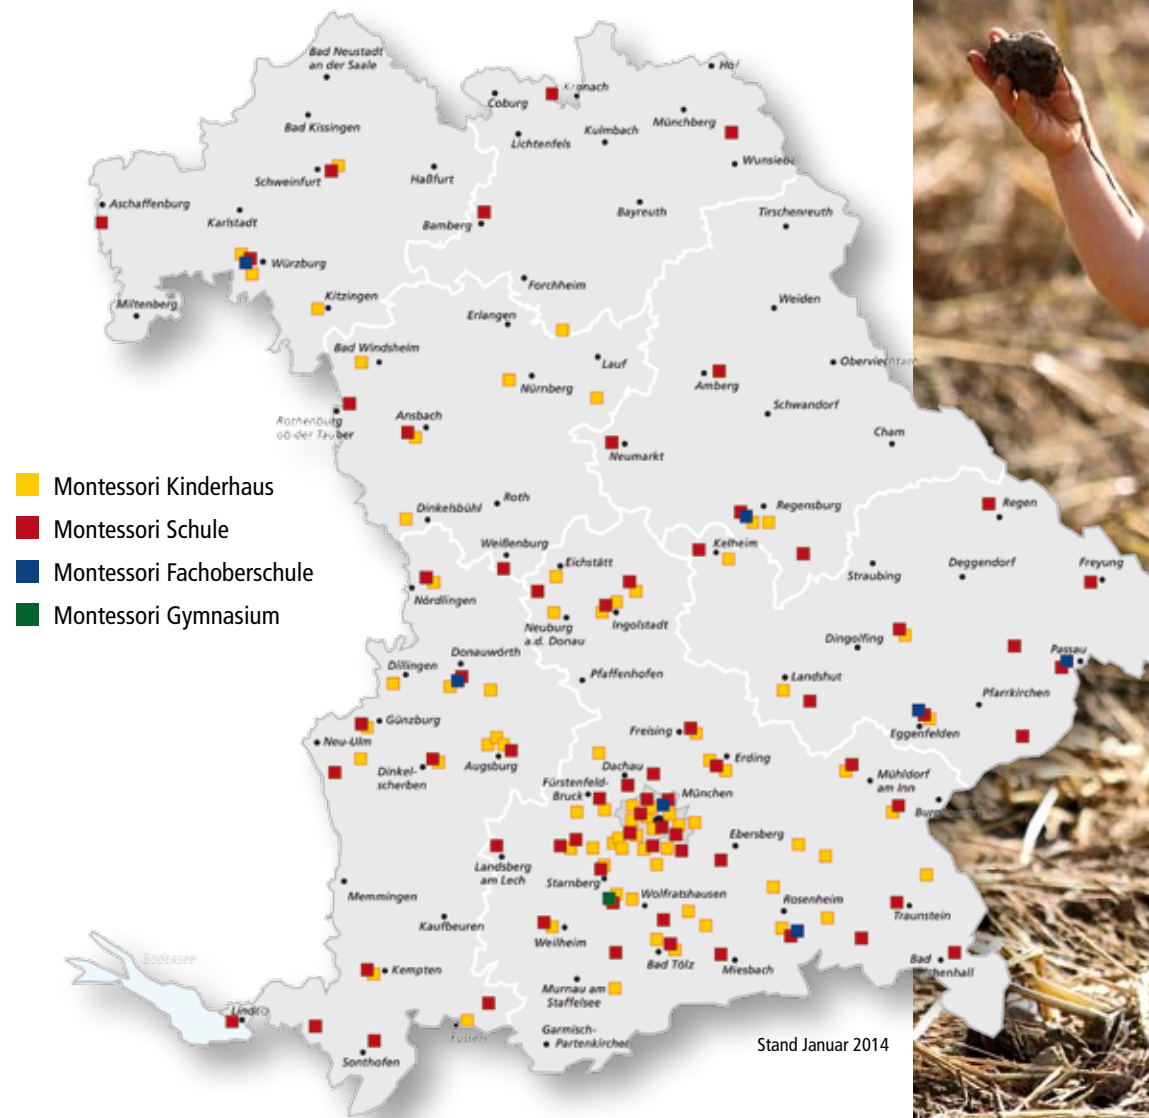 Bad Neustadt
an der Saale
Hof
Kronach
Coburg
Bad Kissingen
Münchberg
Kulmbach
Lichtenfels
Wunsiedel
Schweinfurt
Haßfurt
Aschaffenburg
Karlstadt
Bayreuth
Tirschenreuth
Bamberg
Würzburg
Forchheim
Kitzingen
Weiden
Miltenberg
Erlangen
Bad Windsheim
Lauf
Oberviechtach
Nürnberg
Amberg
Schwandorf
Ansbach
Rothenburg
ob der Tauber
Cham
Neumarkt
Montessori Kinderhaus
Montessori Schule
Montessori Fachoberschule
Montessori Gymnasium
Roth
Dinkelsbühl
Regensburg
Regen
Weißenburg
Kelheim
Eichstätt
Straubing
Deggendorf
Freyung
Nördlingen
Neuburg
a.d. Donau
Ingolstadt
Dingolfing
Donauwörth
Passau
Dillingen
Pfaffenhofen
Landshut
Pfarrkirchen
Günzburg
Freising
Eggenfelden
Neu-Ulm
Augsburg
Dinkel-
scherben
Dachau
Erding
Mühldorf
am Inn
Fürstenfeld-
Bruck
München
Ebersberg
Landsberg
am Lech
Starnberg
Wolfratshausen
Rosenheim
Memmingen
Traunstein
Kaufbeuren
Weilheim
Bad Tölz
Miesbach
Bad
Bodensee
Kempten
Murnau am
Staffelsee
Lindau
Füssen
Garmisch-
Partenkirchen
Sonthofen
Stand Januar 2014